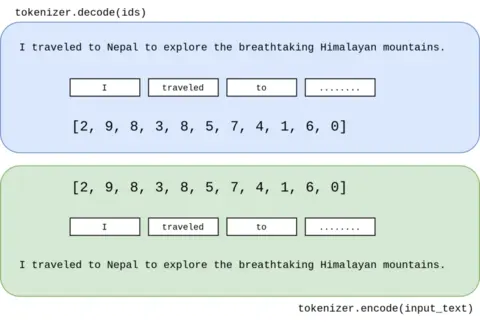 tokenizer.decode(ids)
I traveled to Nepal to explore the breathtaking Himalayan mountains.
I traveled to ........
[2, 9, 8, 3, 8, 5, 7, 4, 1, 6, 0]
[2, 9, 8, 3, 8, 5, 7, 4, 1, 6, 0]
I traveled to ........
I traveled to Nepal to explore the breathtaking Himalayan mountains.
tokenizer.encode(input_text)